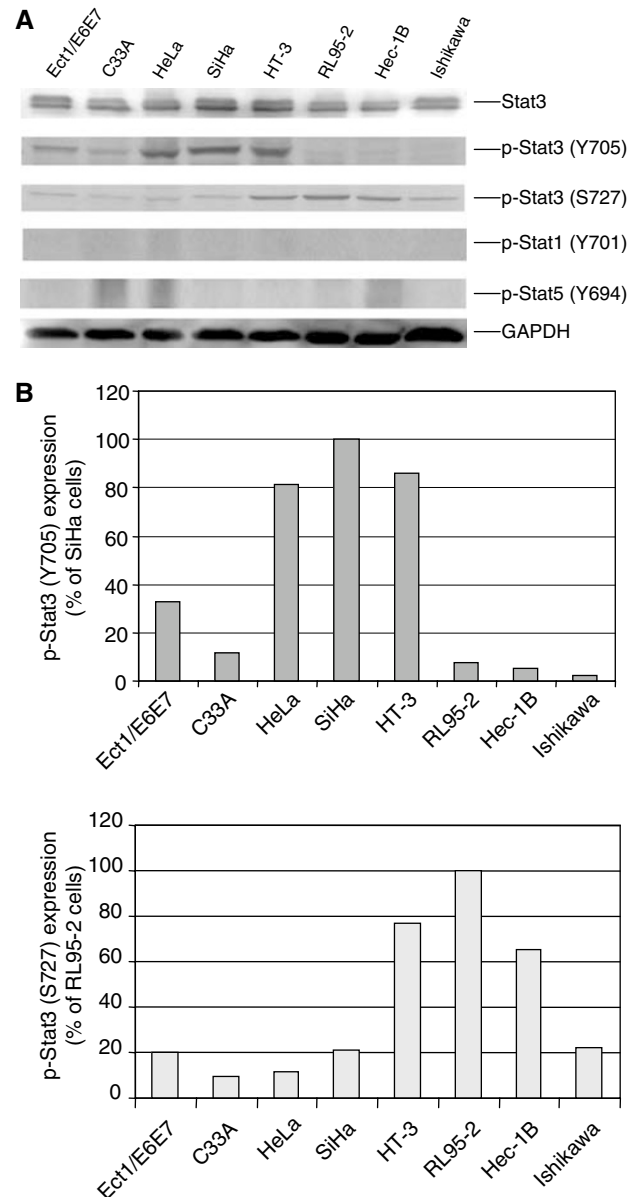 A
Ect1/E6E7
C33A
HeLa
SiHa
HT-3
RL95-2
Hec-1B
Ishikawa
Stat3
p-Stat3 (Y705)
p-Stat3 (S727)
p-Stat1 (Y701)
p-Stat5 (Y694)
GAPDH
B
p-Stat3 (Y705) expression
(% of SiHa cells)
120
100
80
60
40
20
0
Ect1/E6E7
C33A
HeLa
SiHa
HT-3
RL95-2
Hec-1B
Ishikawa
p-Stat3 (S727) expression
(% of RL95-2 cells)
120
100
80
60
40
20
0
Ect1/E6E7
C33A
HeLa
SiHa
HT-3
RL95-2
Hec-1B
Ishikawa